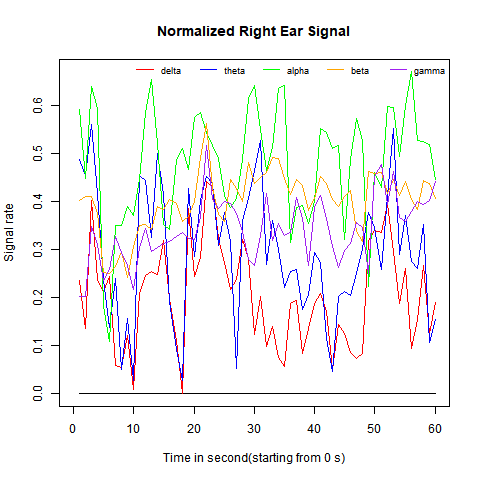 Normalized Right Ear Signal
delta theta alpha beta gamma
Signal rate
0.6
0.5
0.4
0.3
0.2
0.1
0.0
0 10 20 30 40 50 60
Time in second(starting from 0 s)